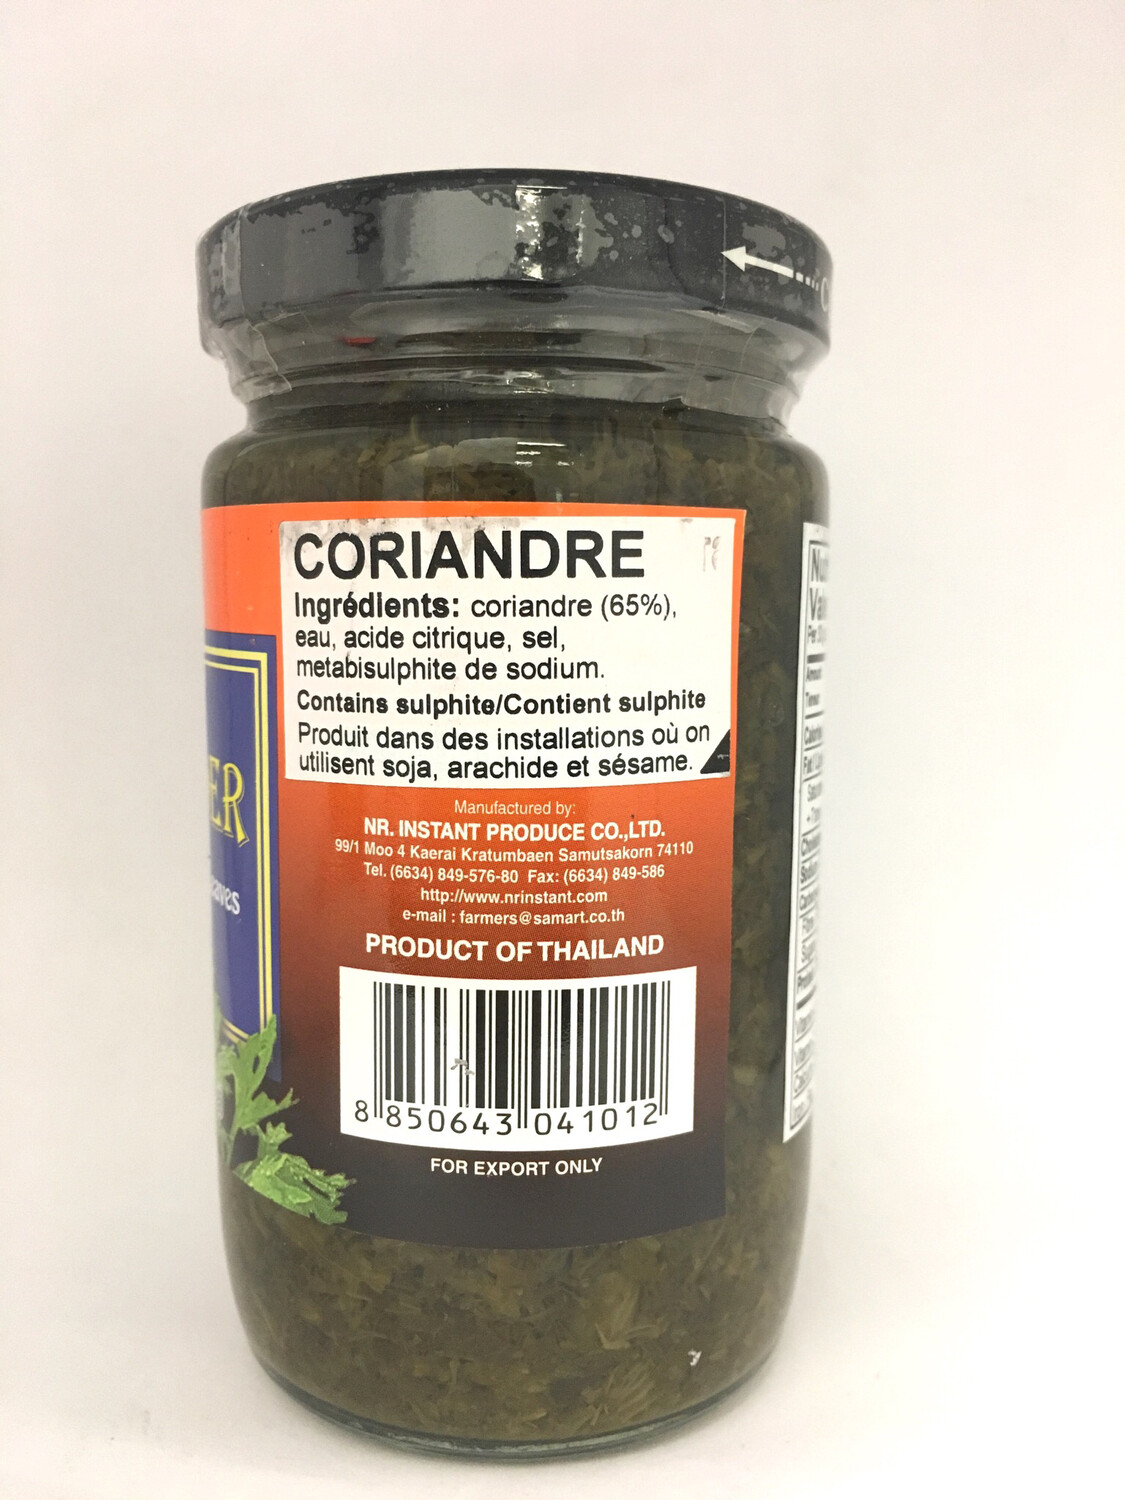 CORIANDRE
Ingrédients: coriandre (65%),
eau, acide citrique, sel,
metabisulphite de sodium.
Contains sulphite/Contient sulphite
Produit dans des installations où on
utilisent soja, arachide et sésame.
Manufactured by:
NR. INSTANT PRODUCE CO.,LTD.
99/1 Moo 4 Kaerai Kratumbaen Samutsakorn 74110
Tel. (6634) 849-576-80 Fax: (6634) 849-586
http://www.nrinstant.com
e-mail : farmers@samart.co.th
PRODUCT OF THAILAND
8 850643 041012
FOR EXPORT ONLY